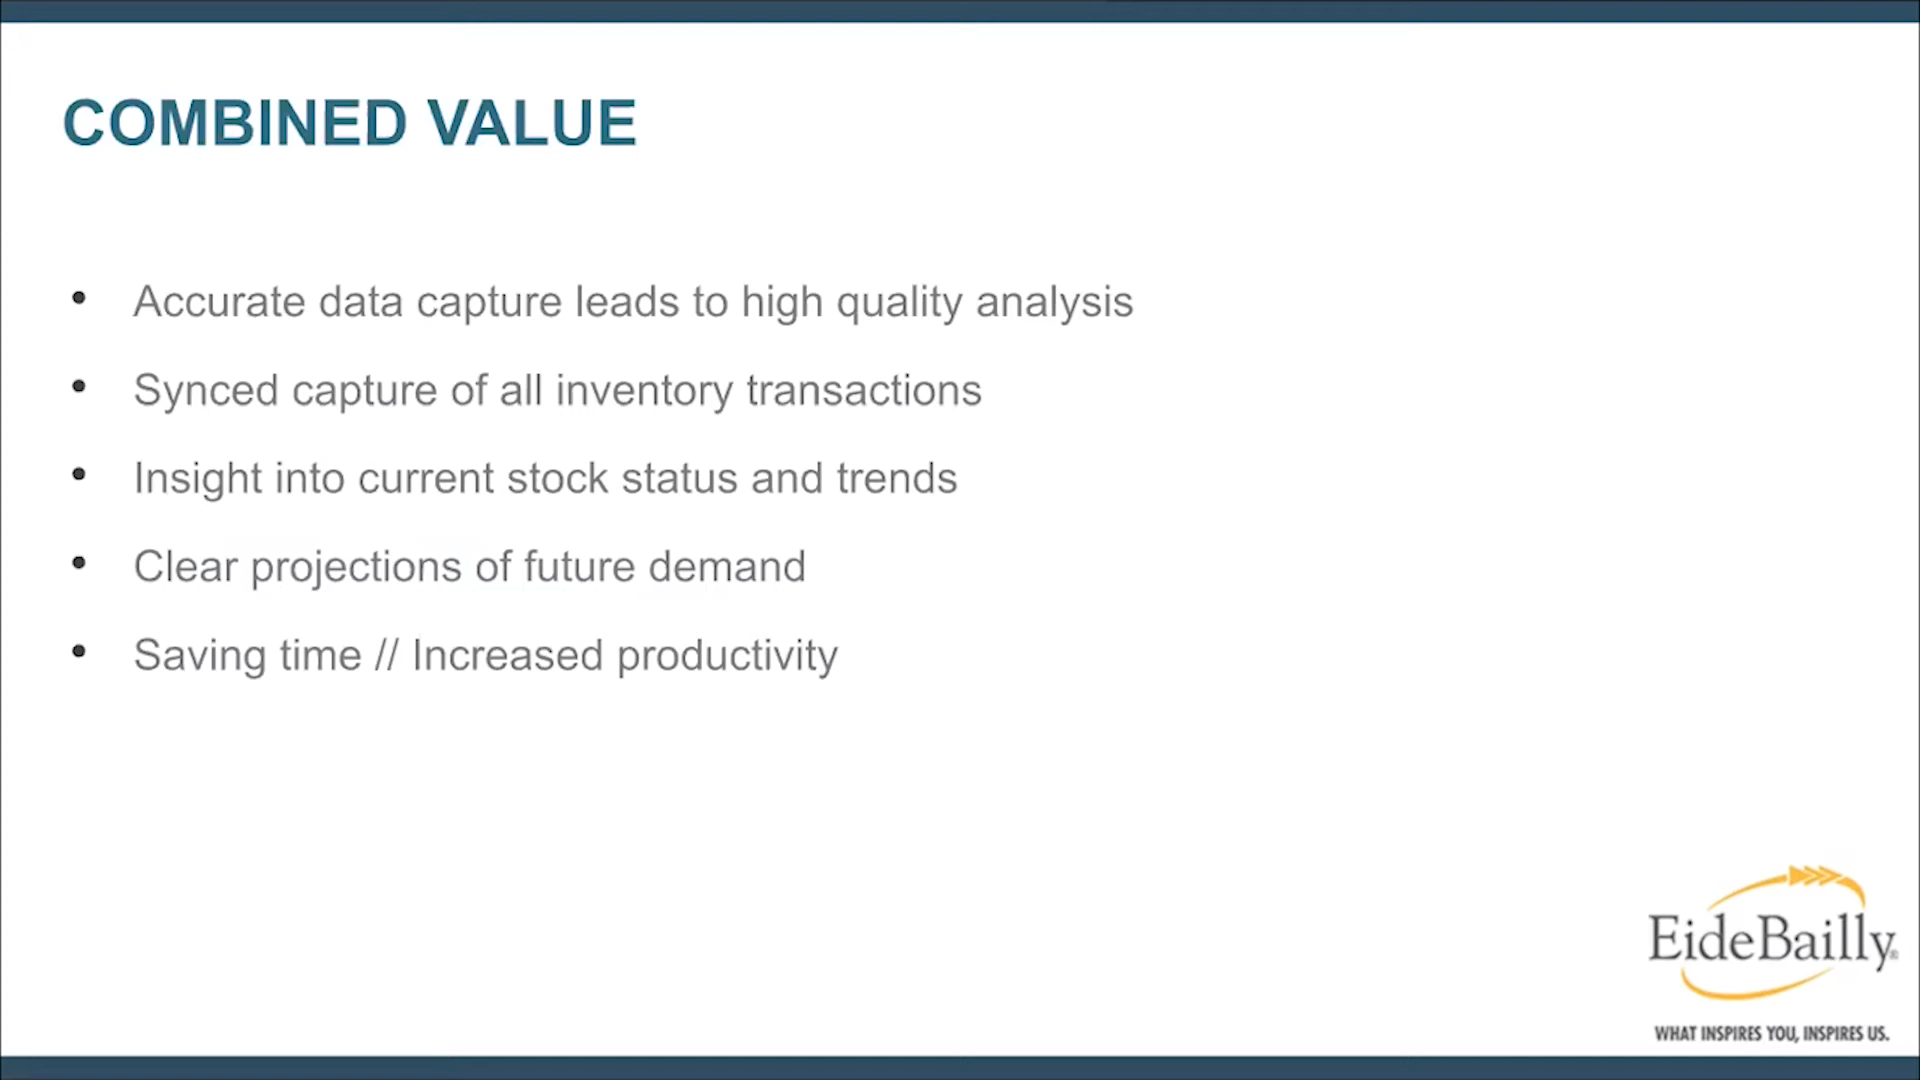 COMBINED VALUE
• Accurate data capture leads to high quality analysis
• Synced capture of all inventory transactions
• Insight into current stock status and trends
• Clear projections of future demand
• Saving time // Increased productivity
EideBailly®
WHAT INSPIRES YOU, INSPIRES US.